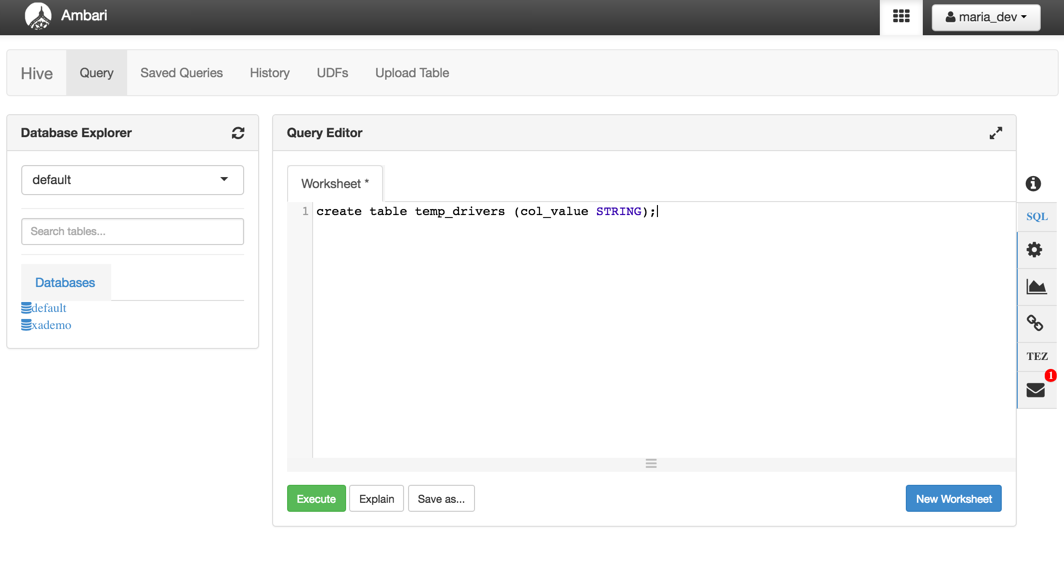 Ambari
maria_dev
Hive Query Saved Queries History UDFs Upload Table
Database Explorer
default
Search tables...
Databases
default
xademo
Query Editor
Worksheet *
1 create table temp_drivers (col_value STRING);
Execute Explain Save as... New Worksheet
SQL
TEZ
1